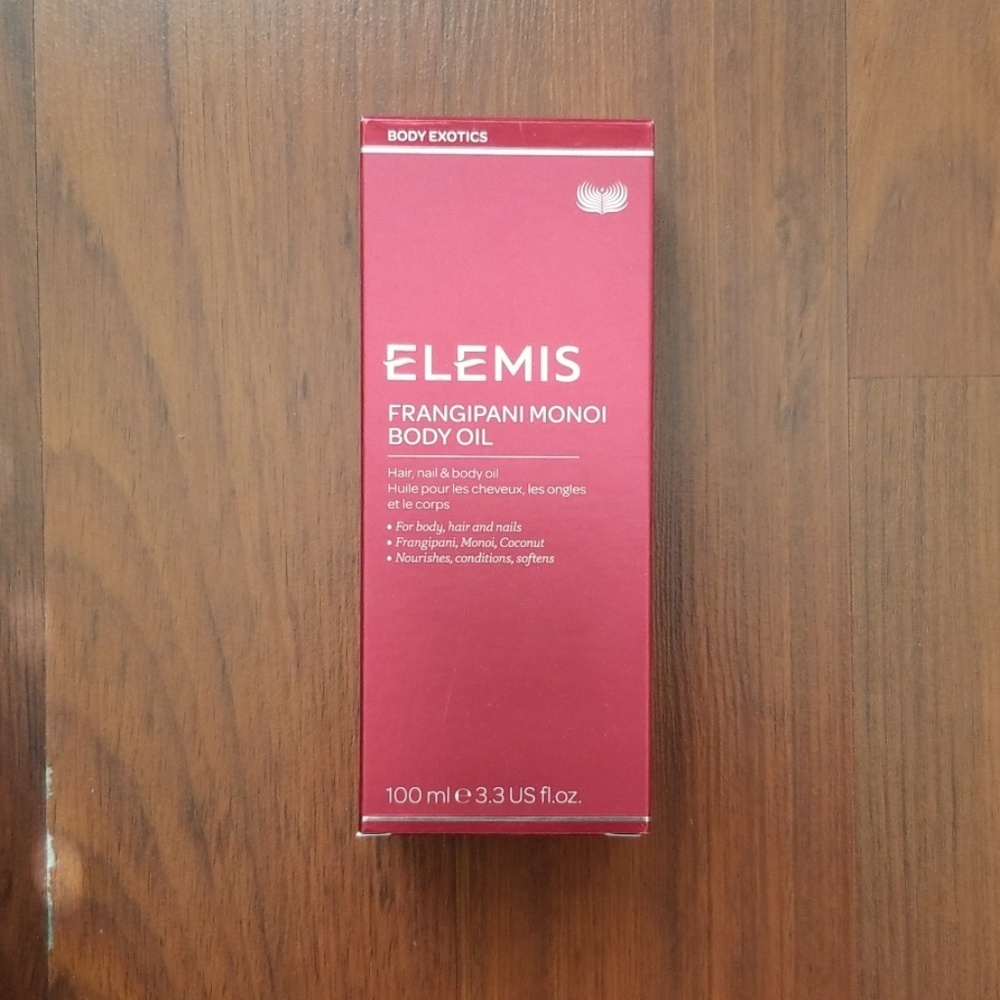 BODY EXOTICS
ELEMIS
FRANGIPANI MONOI
BODY OIL
Hair, nail & body oil
Huile pour les cheveux, les ongles
et le corps
• For body, hair and nails
• Frangipani, Monoi, Coconut
• Nourishes, conditions, softens
100 ml ℮ 3.3 US fl.oz.